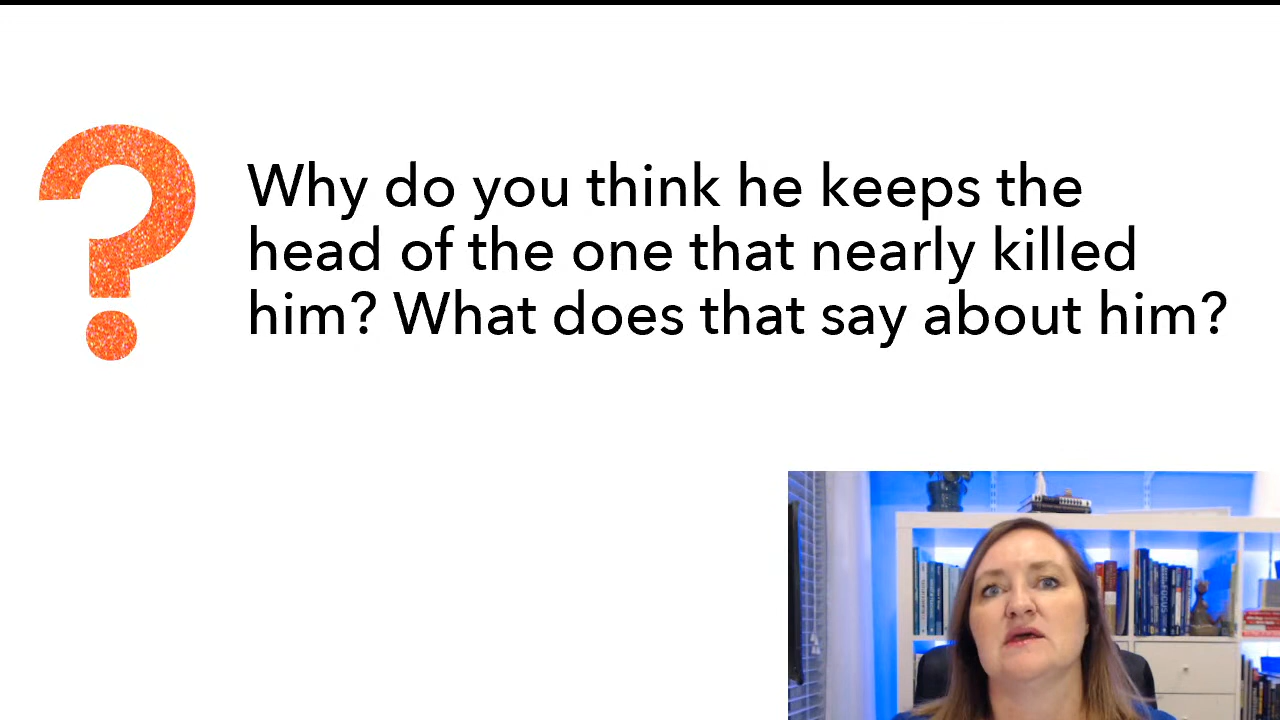 ?
Why do you think he keeps the
head of the one that nearly killed
him? What does that say about him?